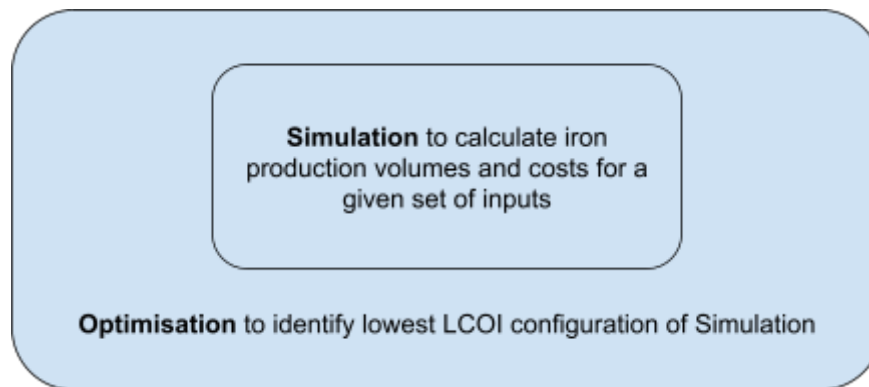 Simulation to calculate iron
production volumes and costs for a
given set of inputs
Optimisation to identify lowest LCOI configuration of Simulation